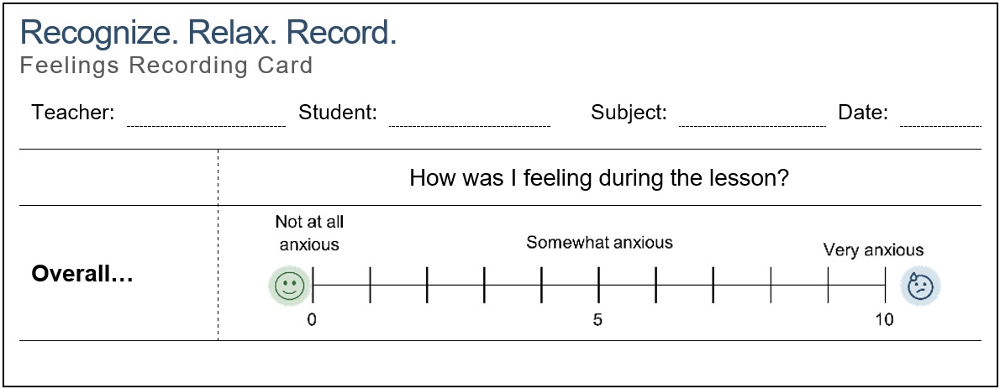 Recognize. Relax. Record.
Feelings Recording Card
Teacher: Student: Subject: Date:
How was I feeling during the lesson?
Not at all
anxious
Somewhat anxious
Very anxious
Overall…
0 5 10